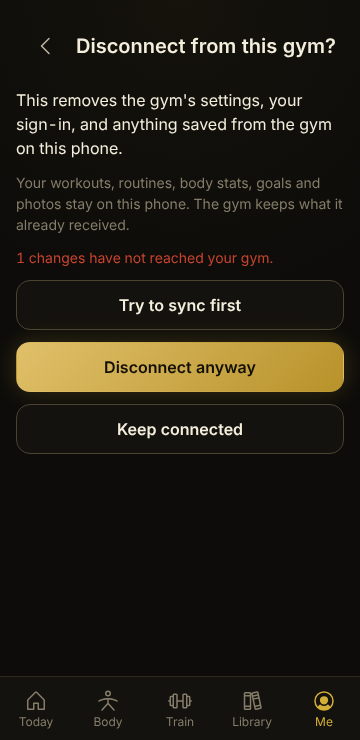 Disconnect from this gym?
This removes the gym's settings, your
sign-in, and anything saved from the gym
on this phone.
Your workouts, routines, body stats, goals and
photos stay on this phone. The gym keeps what it
already received.
1 changes have not reached your gym.
Try to sync first
Disconnect anyway
Keep connected
Today
Body
Train
Library
Me